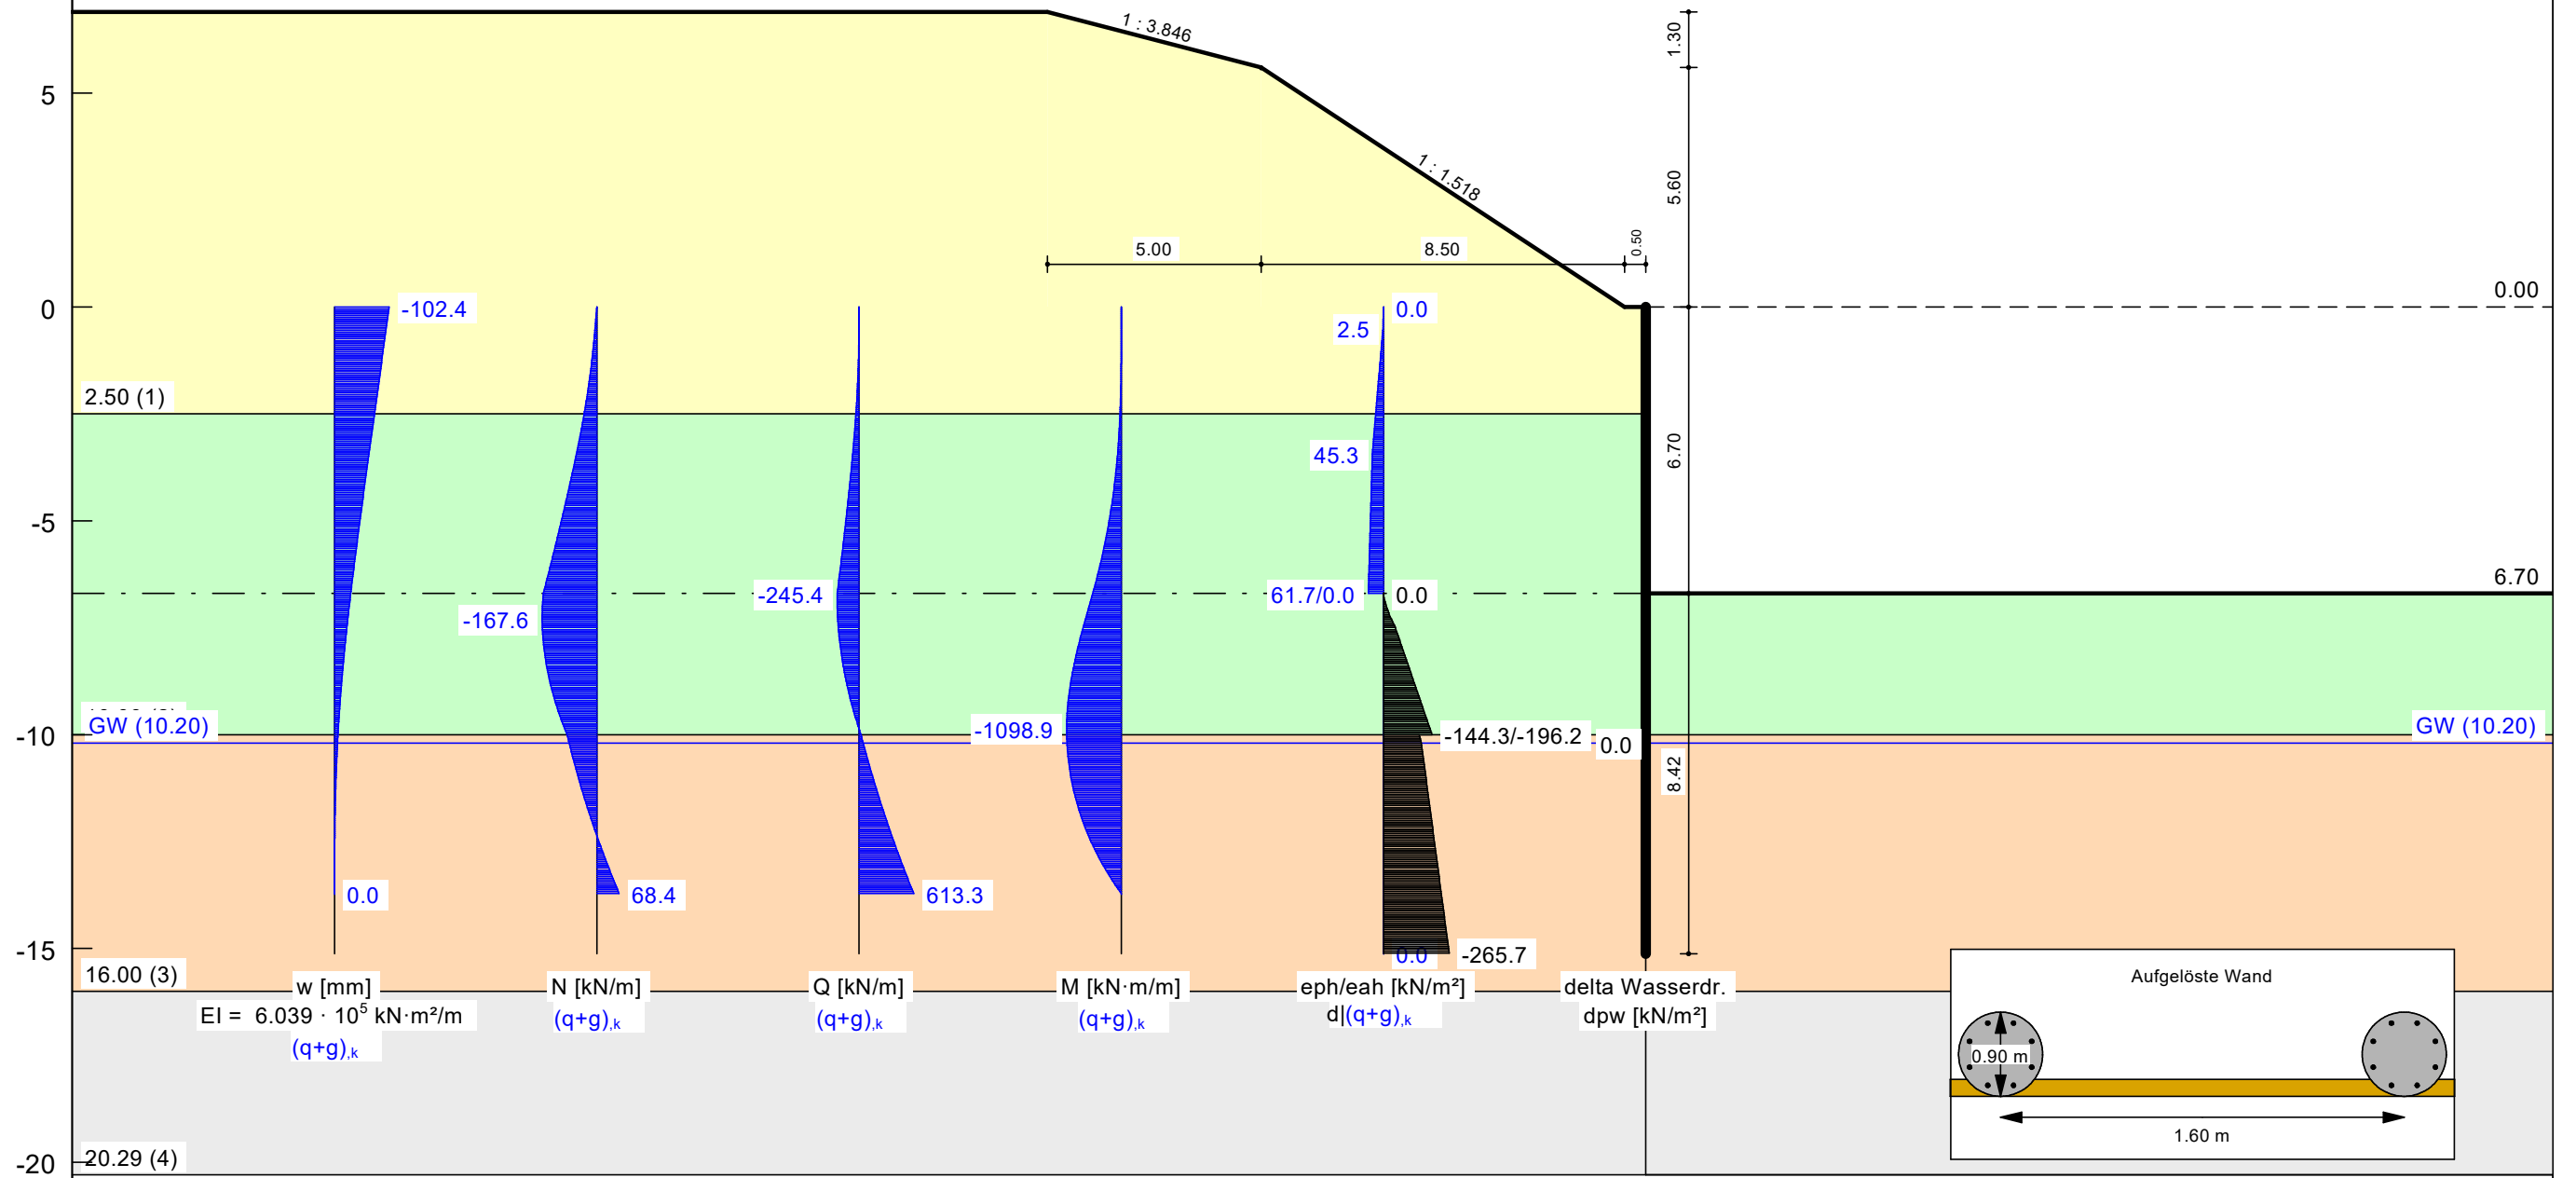 1 : 3.846
1.30
5
1 : 1.518
5.60
5.00
8.50
0.50
0
-102.4
0.0
2.5
0.00
2.50 (1)
45.3
6.70
-5
6.70
-167.6
-245.4
61.7/0.0
0.0
GW (10.20)
-1098.9
-144.3/-196.2
0.0
GW (10.20)
-10
8.42
0.0
68.4
613.3
-15
0.0
-265.7
16.00 (3)
w [mm]
EI = 6.039 · 10⁵ kN·m²/m
(q+g),k
N [kN/m]
(q+g),k
Q [kN/m]
(q+g),k
M [kN·m/m]
(q+g),k
eph/eah [kN/m²]
d|(q+g),k
delta Wasserdr.
dpw [kN/m²]
Aufgelöste Wand
0.90 m
1.60 m
-20
20.29 (4)